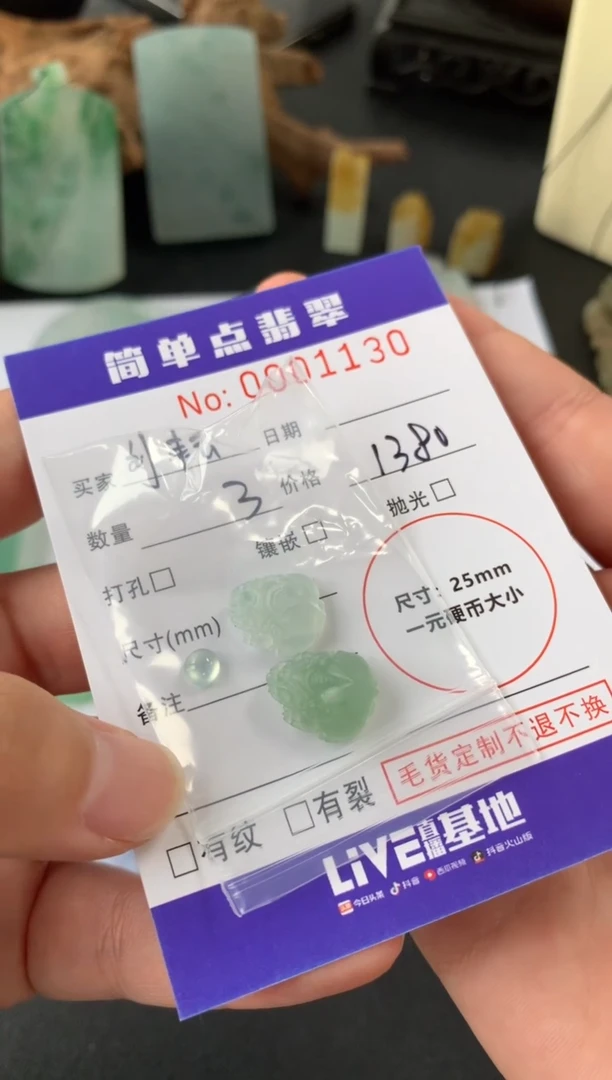 简单点翡翠
No: 0001130
买家 日期
数量 3 价格 1380
打孔□ 镶嵌□ 抛光□
尺寸(mm)
尺寸: 25mm
一元硬币大小
备注
毛货定制不退不换
□有纹 □有裂
LIVE直播基地
今日头条 抖音 西瓜视频 抖音火山版